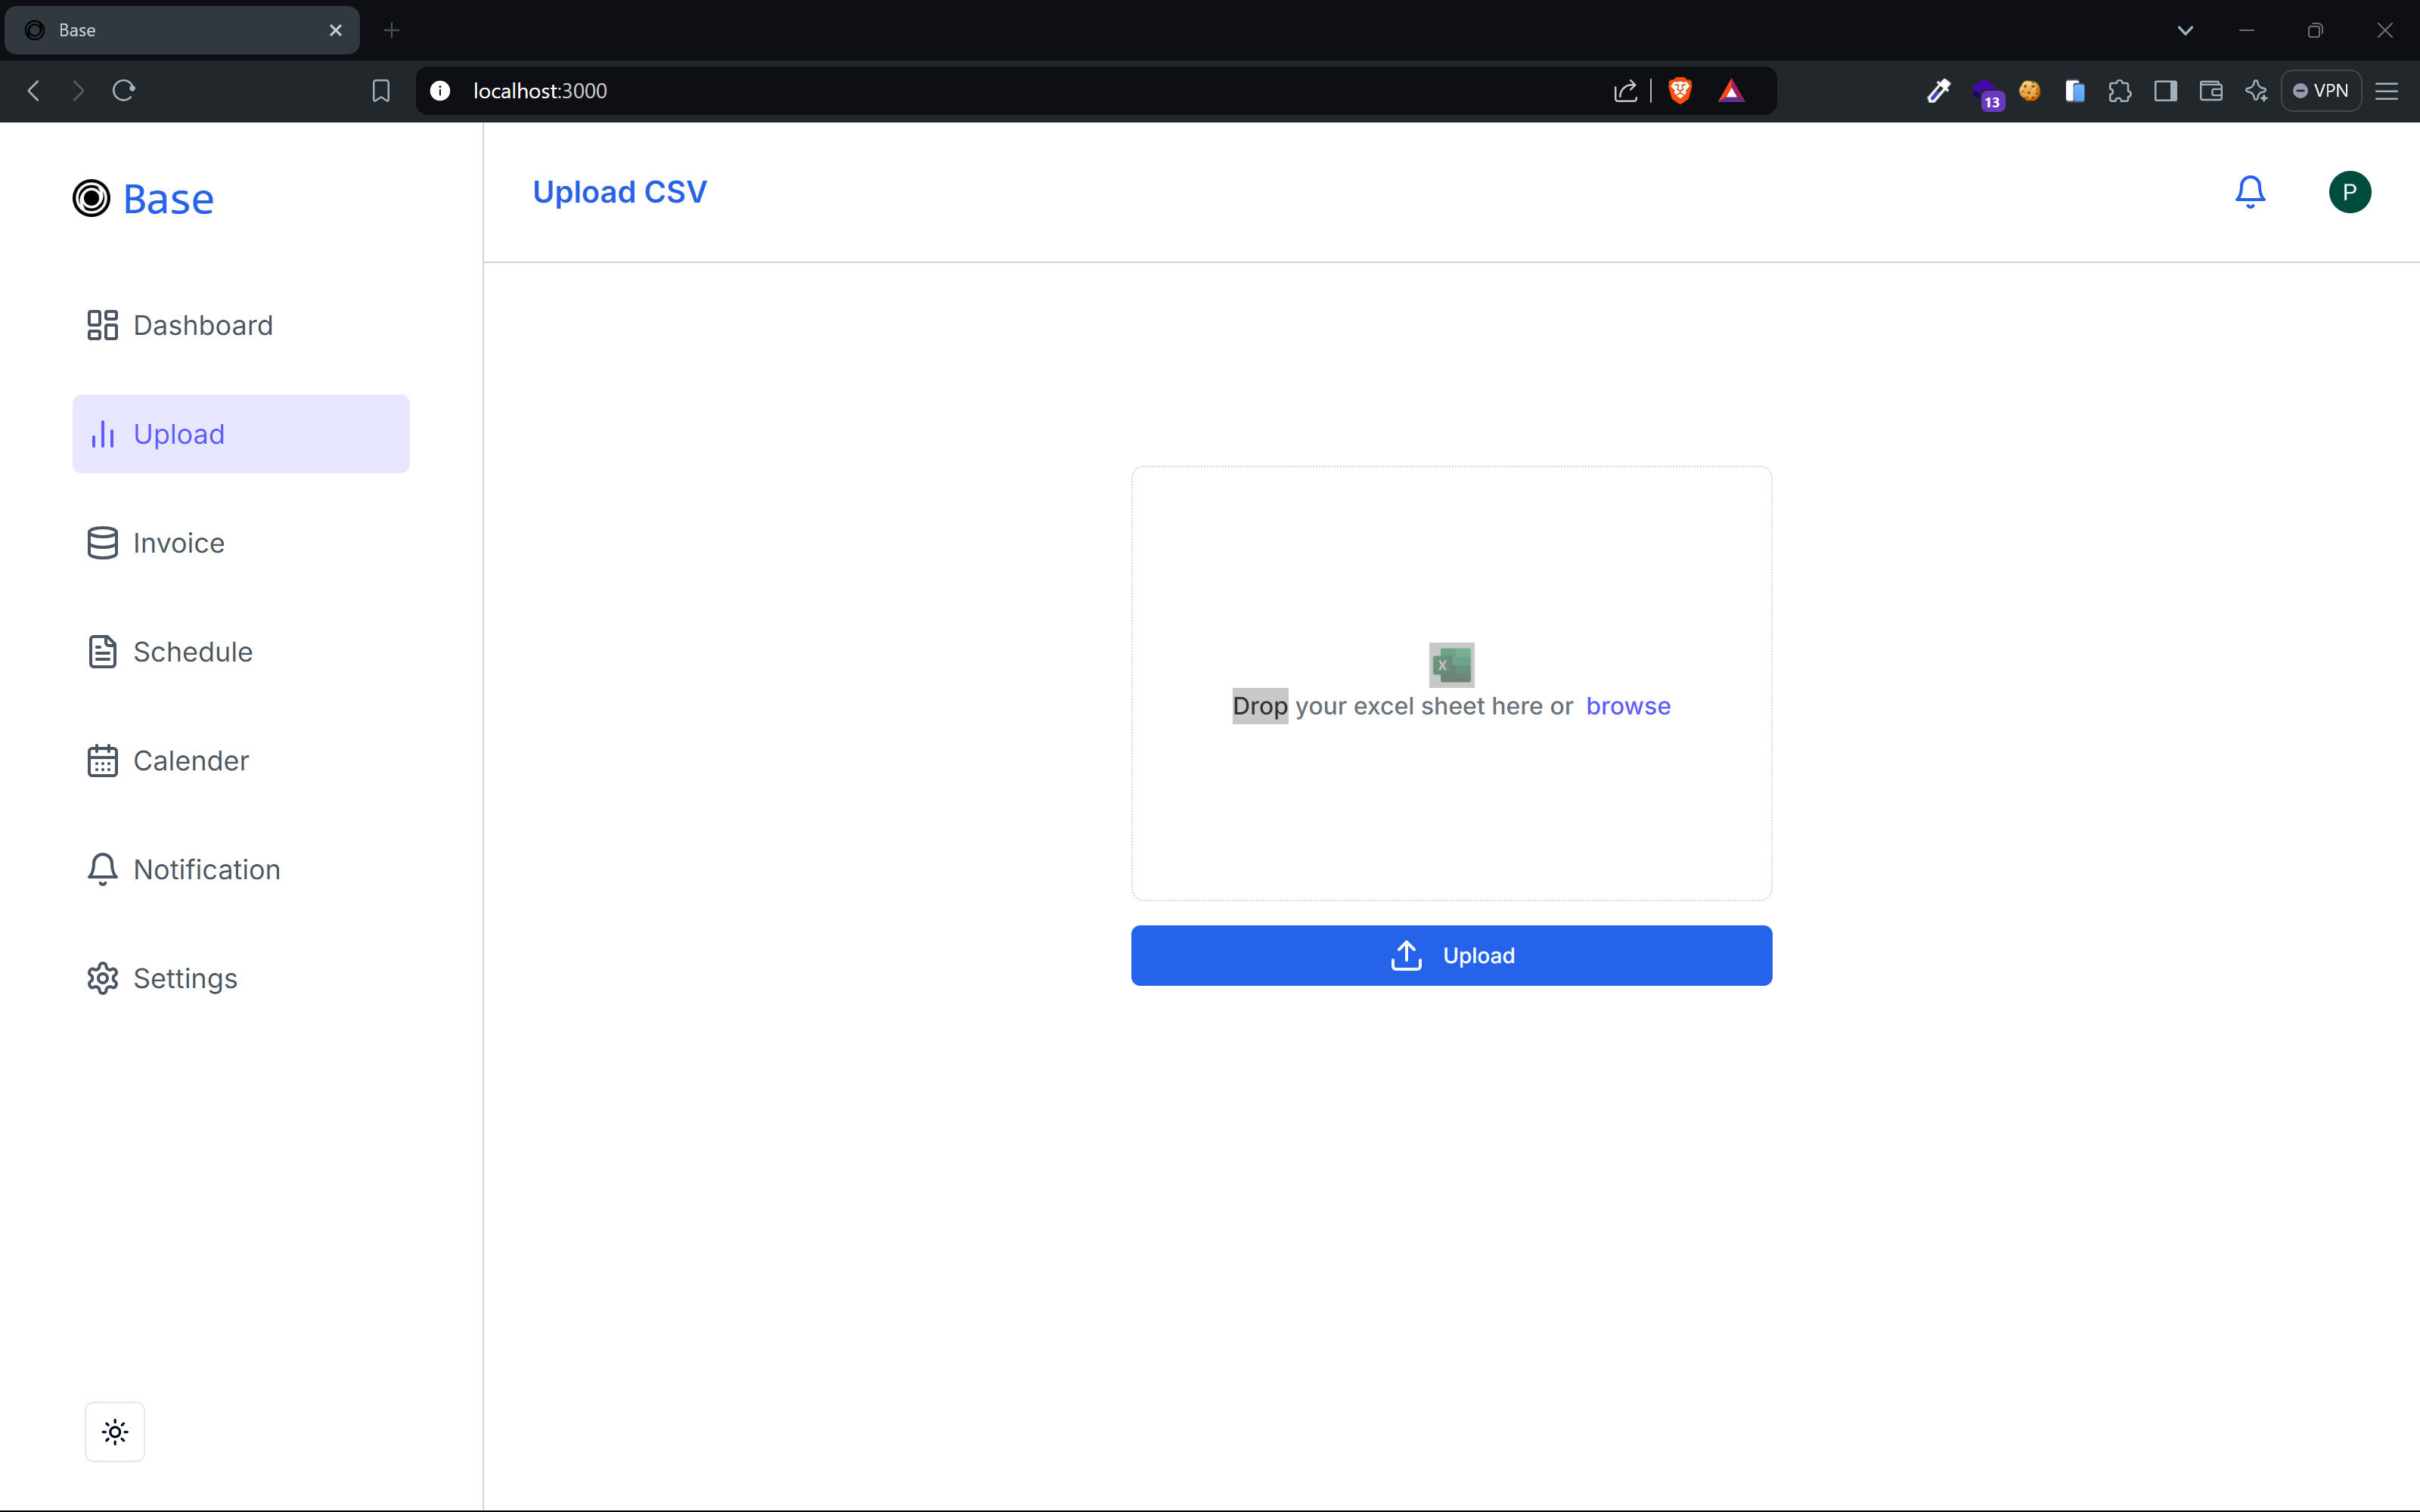 Base
localhost:3000
13
VPN
Base
Upload CSV
P
Dashboard
Upload
Invoice
Schedule
Calender
Notification
Settings
X
Drop your excel sheet here or browse
Upload